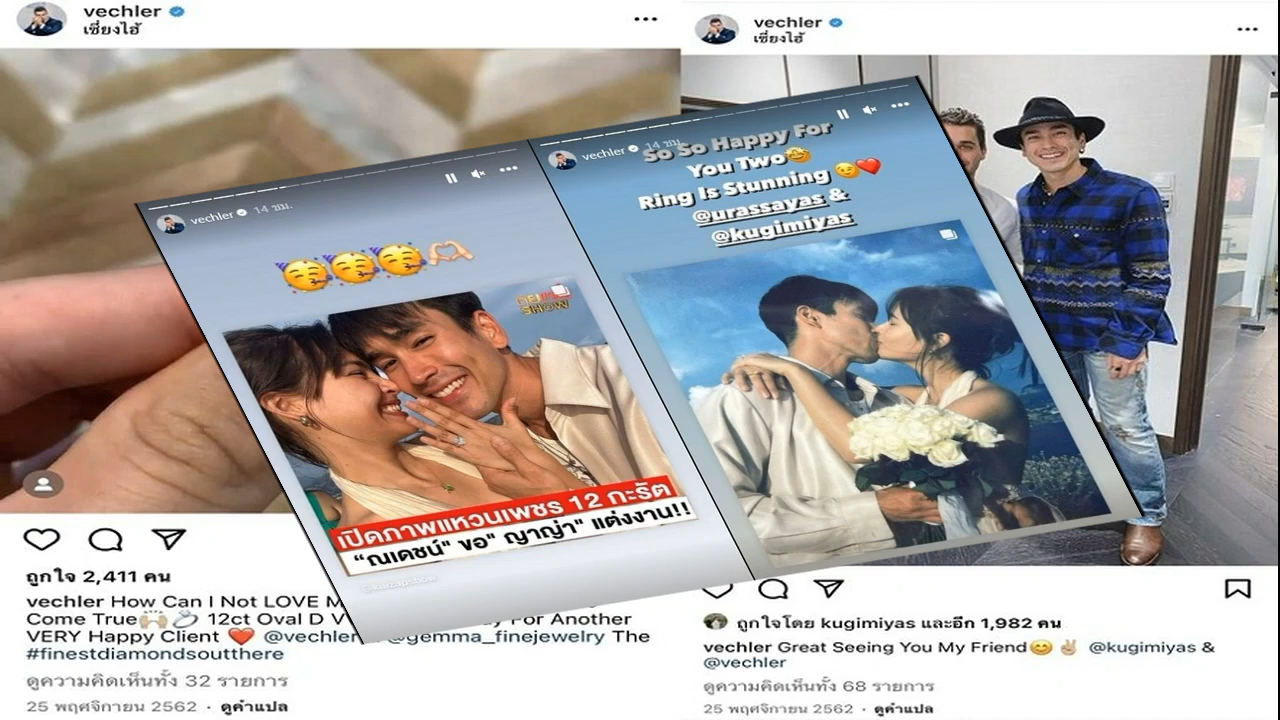 vechler
เซี่ยงไฮ้
vechler
เซี่ยงไฮ้
vechler 14 ชม.
vechler 14 ชม.
So So Happy For
You Two🤩
Ring Is Stunning 😉❤️
@urassayas &
@kugimiyas
🥳🥳🥳🫶🏻
SHOW
เปิดภาพแหวนเพชร 12 กะรัต
“ณเดชน์" ขอ" ญาญ่า" แต่งงาน!!
ถูกใจ 2,411 คน
vechler How Can I Not LOVE M
Come True🙌🏼💍 12ct Oval D V For Another
VERY Happy Client ❤️ @vechler @gemma_finejewelry The
#finestdiamondsoutthere
ดูความคิดเห็นทั้ง 32 รายการ
25 พฤศจิกายน 2562 · ดูคำแปล
ถูกใจโดย kugimiyas และอีก 1,982 คน
vechler Great Seeing You My Friend😊✌🏼 @kugimiyas &
@vechler
ดูความคิดเห็นทั้ง 68 รายการ
25 พฤศจิกายน 2562 · ดูคำแปล